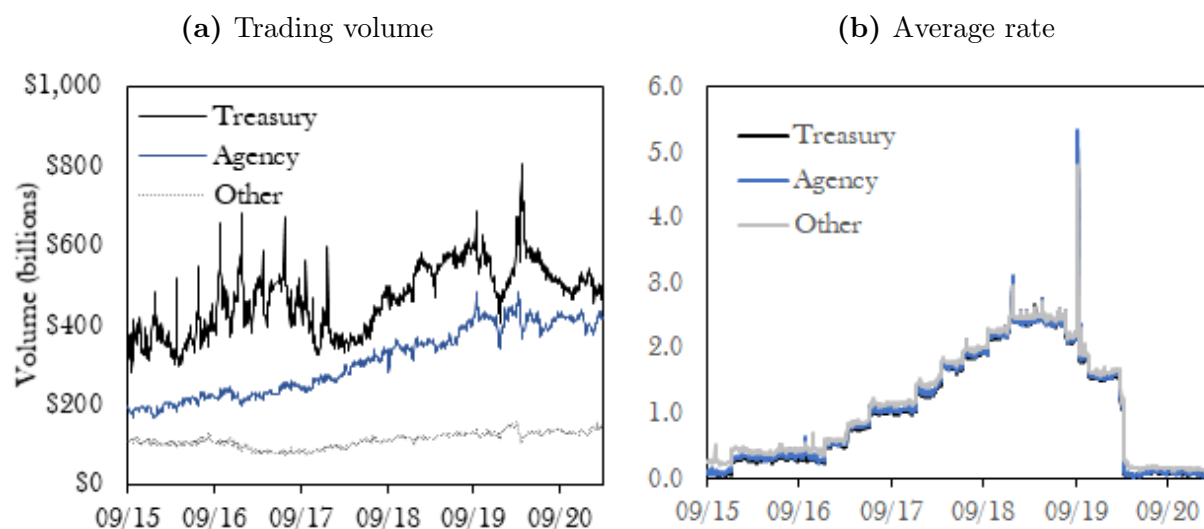 (a) Trading volume
$1,000
$800
$600
$400
$200
$0
Volume (billions)
Treasury
Agency
Other
09/15 09/16 09/17 09/18 09/19 09/20
(b) Average rate
6.0
5.0
4.0
3.0
2.0
1.0
0.0
Treasury
Agency
Other
09/15 09/16 09/17 09/18 09/19 09/20